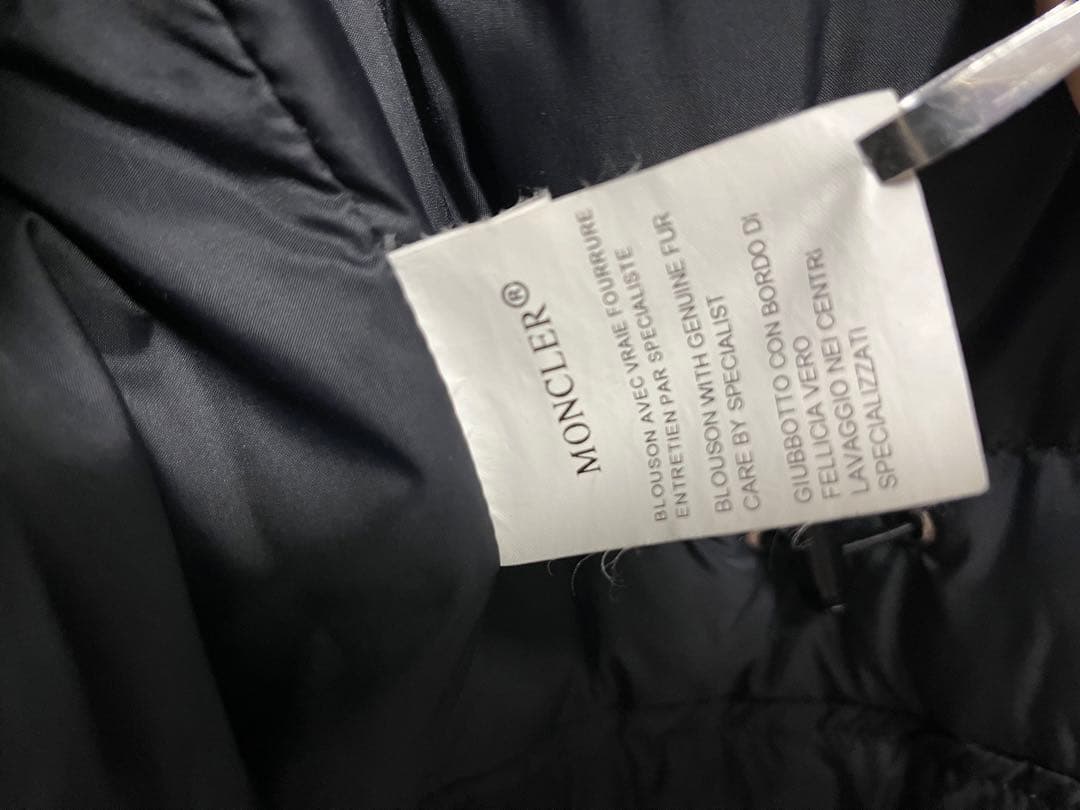 MONCLER®
BLOUSON AVEC VRAIE FOURRURE
ENTRETIEN PAR SPECIALISTE
BLOUSON WITH GENUINE FUR
CARE BY SPECIALIST
GIUBBOTTO CON BORDO DI
FELLICIA VERO
LAVAGGIO NEI CENTRI
SPECIALIZZATI